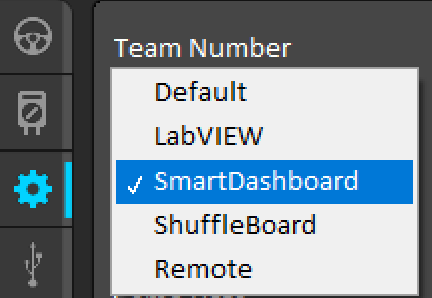 Team Number
Default
LabVIEW
SmartDashboard
ShuffleBoard
Remote